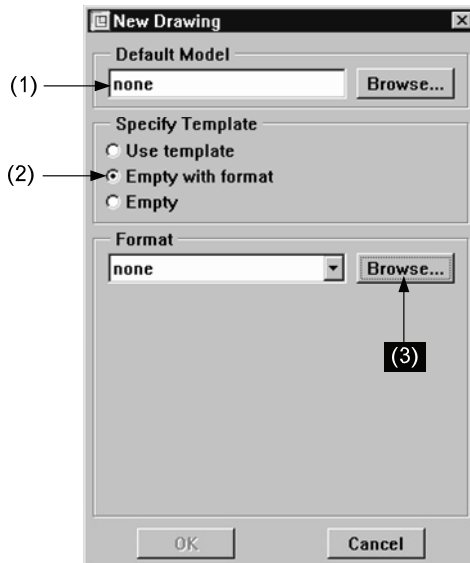 New Drawing
Default Model
(1) none Browse...
Specify Template
Use template
(2) Empty with format
Empty
Format
none Browse...
(3)
OK Cancel